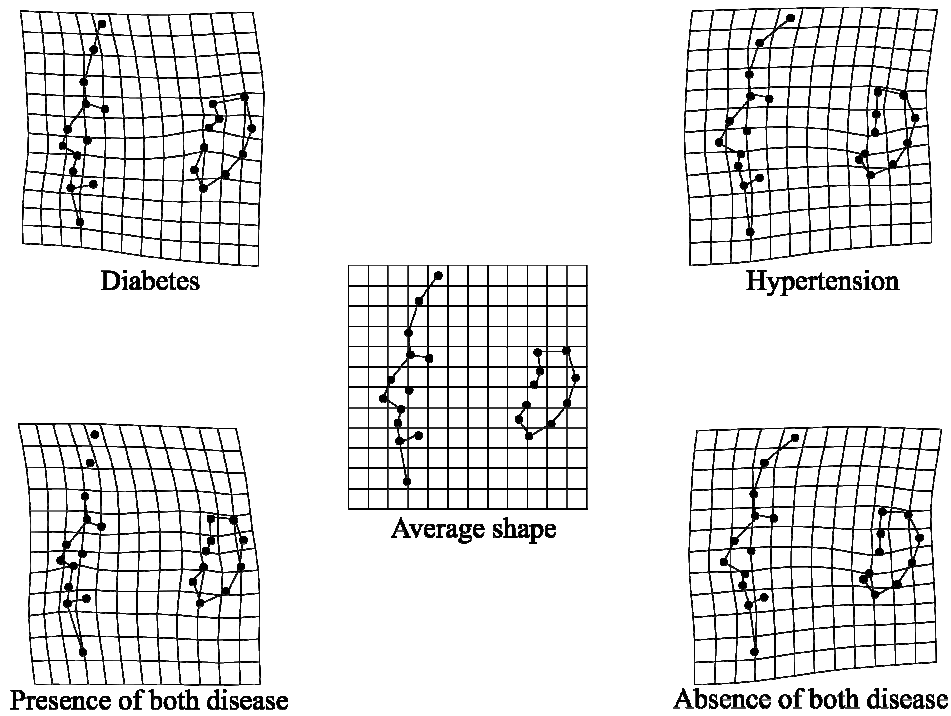 Diabetes
Hypertension
Average shape
Presence of both disease
Absence of both disease